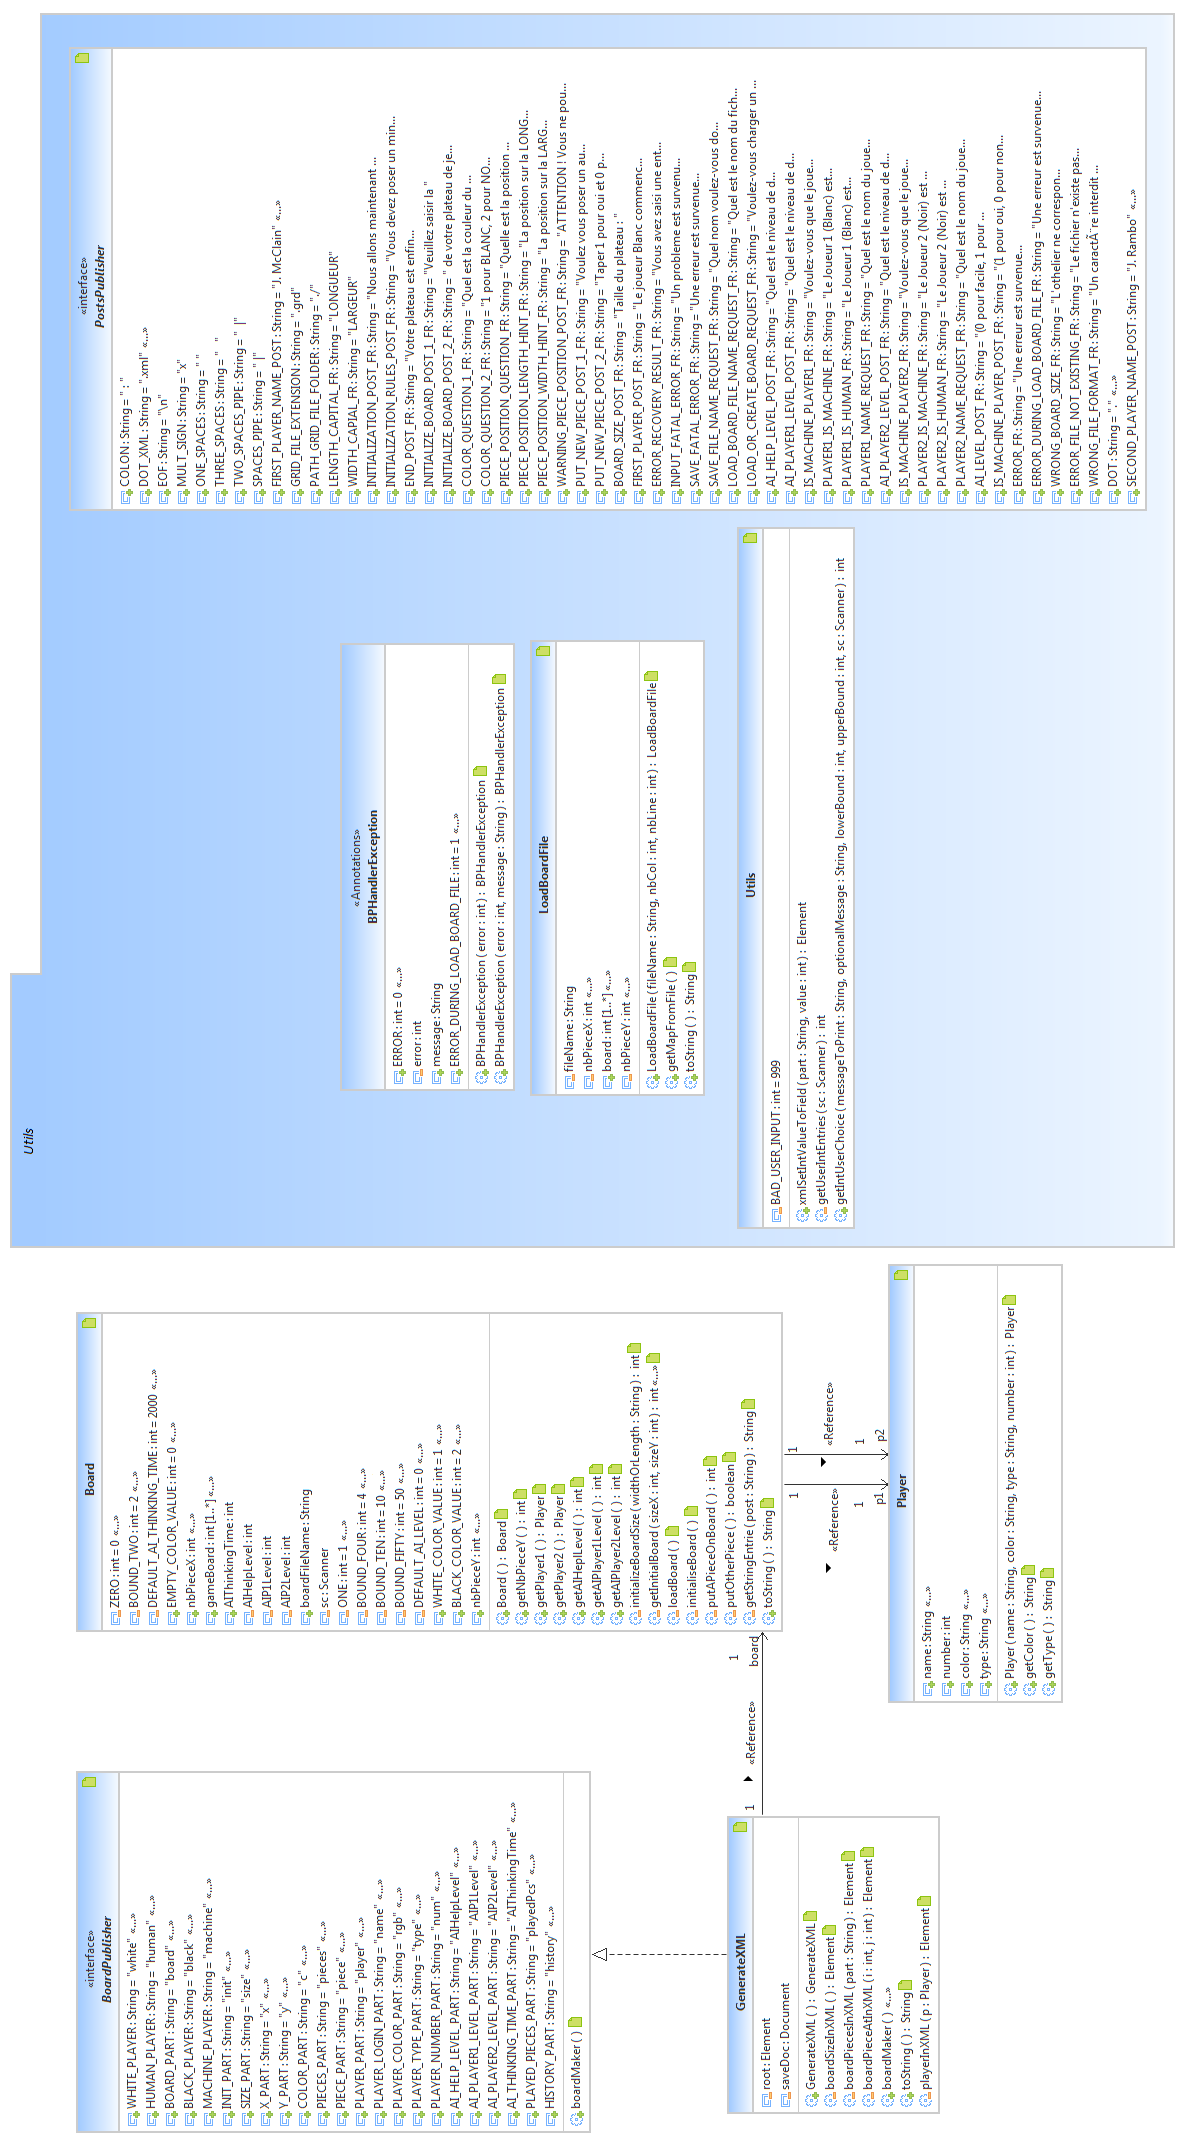 «interface»
BoardPublisher
WHITE_PLAYER: String = "white" «...»
HUMAN_PLAYER: String = "human" «...»
BOARD_PART: String = "board" «...»
BLACK_PLAYER: String = "black" «...»
MACHINE_PLAYER: String = "machine" «...»
INIT_PART: String = "init" «...»
SIZE_PART: String = "size" «...»
X_PART: String = "x" «...»
Y_PART: String = "y" «...»
COLOR_PART: String = "c" «...»
PIECES_PART: String = "pieces" «...»
PIECE_PART: String = "piece" «...»
PLAYER_PART: String = "player" «...»
PLAYER_LOGIN_PART: String = "name" «...»
PLAYER_COLOR_PART: String = "rgb" «...»
PLAYER_TYPE_PART: String = "type" «...»
PLAYER_NUMBER_PART: String = "num" «...»
AI_HELP_LEVEL_PART: String = "AIHelpLevel" «...»
AI_PLAYER1_LEVEL_PART: String = "AIP1Level" «...»
AI_PLAYER2_LEVEL_PART: String = "AIP2Level" «...»
AI_THINKING_TIME_PART: String = "AIThinkingTime" «...»
PLAYED_PIECES_PART: String = "playedPcs" «...»
HISTORY_PART: String = "history" «...»
boardMaker ( )
GenerateXML
root: Element
saveDoc: Document
GenerateXML ( ) : GenerateXML
boardSizeInXML ( ) : Element
boardPiecesInXML ( part : String ) : Element
boardPieceAtInXML ( i : int, j : int ) : Element
boardMaker ( ) «...»
toString ( ) : String
playerInXML ( p : Player ) : Element
1
«Reference»
1
board
Board
ZERO: int = 0 «...»
BOUND_TWO: int = 2 «...»
DEFAULT_AI_THINKING_TIME: int = 2000 «...»
EMPTY_COLOR_VALUE: int = 0 «...»
nbPieceX: int «...»
gameBoard: int [1..*] «...»
AIThinkingTime: int
AIHelpLevel: int
AIP1Level: int
AIP2Level: int
boardFileName: String
sc: Scanner
ONE: int = 1 «...»
BOUND_FOUR: int = 4 «...»
BOUND_TEN: int = 10 «...»
BOUND_FIFTY: int = 50 «...»
DEFAULT_AI_LEVEL: int = 0 «...»
WHITE_COLOR_VALUE: int = 1 «...»
BLACK_COLOR_VALUE: int = 2 «...»
nbPieceY: int «...»
Board ( ) : Board
getNbPieceY ( ) : int
getPlayer1 ( ) : Player
getPlayer2 ( ) : Player
getAIHeplLevel ( ) : int
getAIPlayer1Level ( ) : int
getAIPlayer2Level ( ) : int
initializeBoardSize ( widthOrLength : String ) : int
getInitialBoard ( sizeX : int, sizeY : int ) : int «...»
loadBoard ( )
initialiseBoard ( )
putAPieceOnBoard ( ) : int
putOtherPiece ( ) : boolean
getStringEntrie ( post : String ) : String
toString ( ) : String
1
«Reference»
1
p1
1
«Reference»
1
p2
Player
name: String «...»
number: int
color: String «...»
type: String «...»
Player ( name : String, color : String, type : String, number : int ) : Player
getColor ( ) : String
getType ( ) : String
Utils
«Annotations»
BPHandlerException
ERROR: int = 0 «...»
error: int
message: String
ERROR_DURING_LOAD_BOARD_FILE: int = 1 «...»
BPHandlerException ( error : int ) : BPHandlerException
BPHandlerException ( error : int, message : String ) : BPHandlerException
LoadBoardFile
fileName: String
nbPieceX: int «...»
board: int [1..*] «...»
nbPieceY: int «...»
LoadBoardFile ( fileName : String, nbCol : int, nbLine : int ) : LoadBoardFile
getMapFromFile ( )
toString ( ) : String
Utils
BAD_USER_INPUT: int = 999
xmlSetIntValueToField ( part : String, value : int ) : Element
getUserIntEntries ( sc : Scanner ) : int
getIntUserChoice ( messageToPrint : String, optionalMessage : String, lowerBound : int, upperBound : int, sc : Scanner ) : int
«interface»
PostsPublisher
COLON: String = " : "
DOT_XML: String = ".xml" «...»
EOF: String = "\n"
MULT_SIGN: String = "x"
ONE_SPACES: String = " "
THREE_SPACES: String = "   "
TWO_SPACES_PIPE: String = "  |"
SPACES_PIPE: String = " |"
FIRST_PLAYER_NAME_POST: String = "J. McClain" «...»
GRID_FILE_EXTENSION: String = ".grd"
PATH_GRID_FILE_FOLDER: String = "./"
LENGTH_CAPITAL_FR: String = "LONGUEUR"
WIDTH_CAPIAL_FR: String = "LARGEUR"
INITIALIZATION_POST_FR: String = "Nous allons maintenant ...
INITIALIZATION_RULES_POST_FR: String = "Vous devez poser un min...
END_POST_FR: String = "Votre plateau est enfin...
INITIALIZE_BOARD_POST_1_FR: String = "Veuillez saisir la "
INITIALIZE_BOARD_POST_2_FR: String = " de votre plateau de je...
COLOR_QUESTION_1_FR: String = "Quel est la couleur du ...
COLOR_QUESTION_2_FR: String = "1 pour BLANC, 2 pour NO...
PIECE_POSITION_QUESTION_FR: String = "Quelle est la position ...
PIECE_POSITION_LENGTH_HINT_FR: String = "La position sur la LONG...
PIECE_POSITION_WIDTH_HINT_FR: String = "La position sur la LARG...
WARNING_PIECE_POSITION_POST_FR: String = "ATTENTION ! Vous ne pou...
PUT_NEW_PIECE_POST_1_FR: String = "Voulez vous poser un au...
PUT_NEW_PIECE_POST_2_FR: String = "Taper 1 pour oui et 0 p...
BOARD_SIZE_POST_FR: String = "Taille du plateau : "
FIRST_PLAYER_POST_FR: String = "Le joueur Blanc commenc...
ERROR_RECOVERY_RESULT_FR: String = "Vous avez saisi une ent...
INPUT_FATAL_ERROR_FR: String = "Un probleme est survenu...
SAVE_FATAL_ERROR_FR: String = "Une erreur est survenue...
SAVE_FILE_NAME_REQUEST_FR: String = "Quel nom voulez-vous do...
LOAD_BOARD_FILE_NAME_REQUEST_FR: String = "Quel est le nom du fich...
LOAD_OR_CREATE_BOARD_REQUEST_FR: String = "Voulez-vous charger un ...
AI_HELP_LEVEL_POST_FR: String = "Quel est le niveau de d...
AI_PLAYER1_LEVEL_POST_FR: String = "Quel est le niveau de d...
IS_MACHINE_PLAYER1_FR: String = "Voulez-vous que le joue...
PLAYER1_IS_MACHINE_FR: String = "Le Joueur 1 (Blanc) est...
PLAYER1_IS_HUMAN_FR: String = "Le Joueur 1 (Blanc) est...
PLAYER1_NAME_REQUEST_FR: String = "Quel est le nom du joue...
AI_PLAYER2_LEVEL_POST_FR: String = "Quel est le niveau de d...
IS_MACHINE_PLAYER2_FR: String = "Voulez-vous que le joue...
PLAYER2_IS_MACHINE_FR: String = "Le Joueur 2 (Noir) est ...
PLAYER2_IS_HUMAN_FR: String = "Le Joueur 2 (Noir) est ...
PLAYER2_NAME_REQUEST_FR: String = "Quel est le nom du joue...
AI_LEVEL_POST_FR: String = "(0 pour facile, 1 pour ...
IS_MACHINE_PLAYER_POST_FR: String = "(1 pour oui, 0 pour non...
ERROR_FR: String = "Une erreur est survenue...
ERROR_DURING_LOAD_BOARD_FILE_FR: String = "Une erreur est survenue...
WRONG_BOARD_SIZE_FR: String = "L'othellier ne correspon...
ERROR_FILE_NOT_EXISTING_FR: String = "Le fichier n'existe pas...
WRONG_FILE_FORMAT_FR: String = "Un caractÃ¨re interdit ...
DOT: String = "." «...»
SECOND_PLAYER_NAME_POST: String = "J. Rambo" «...»